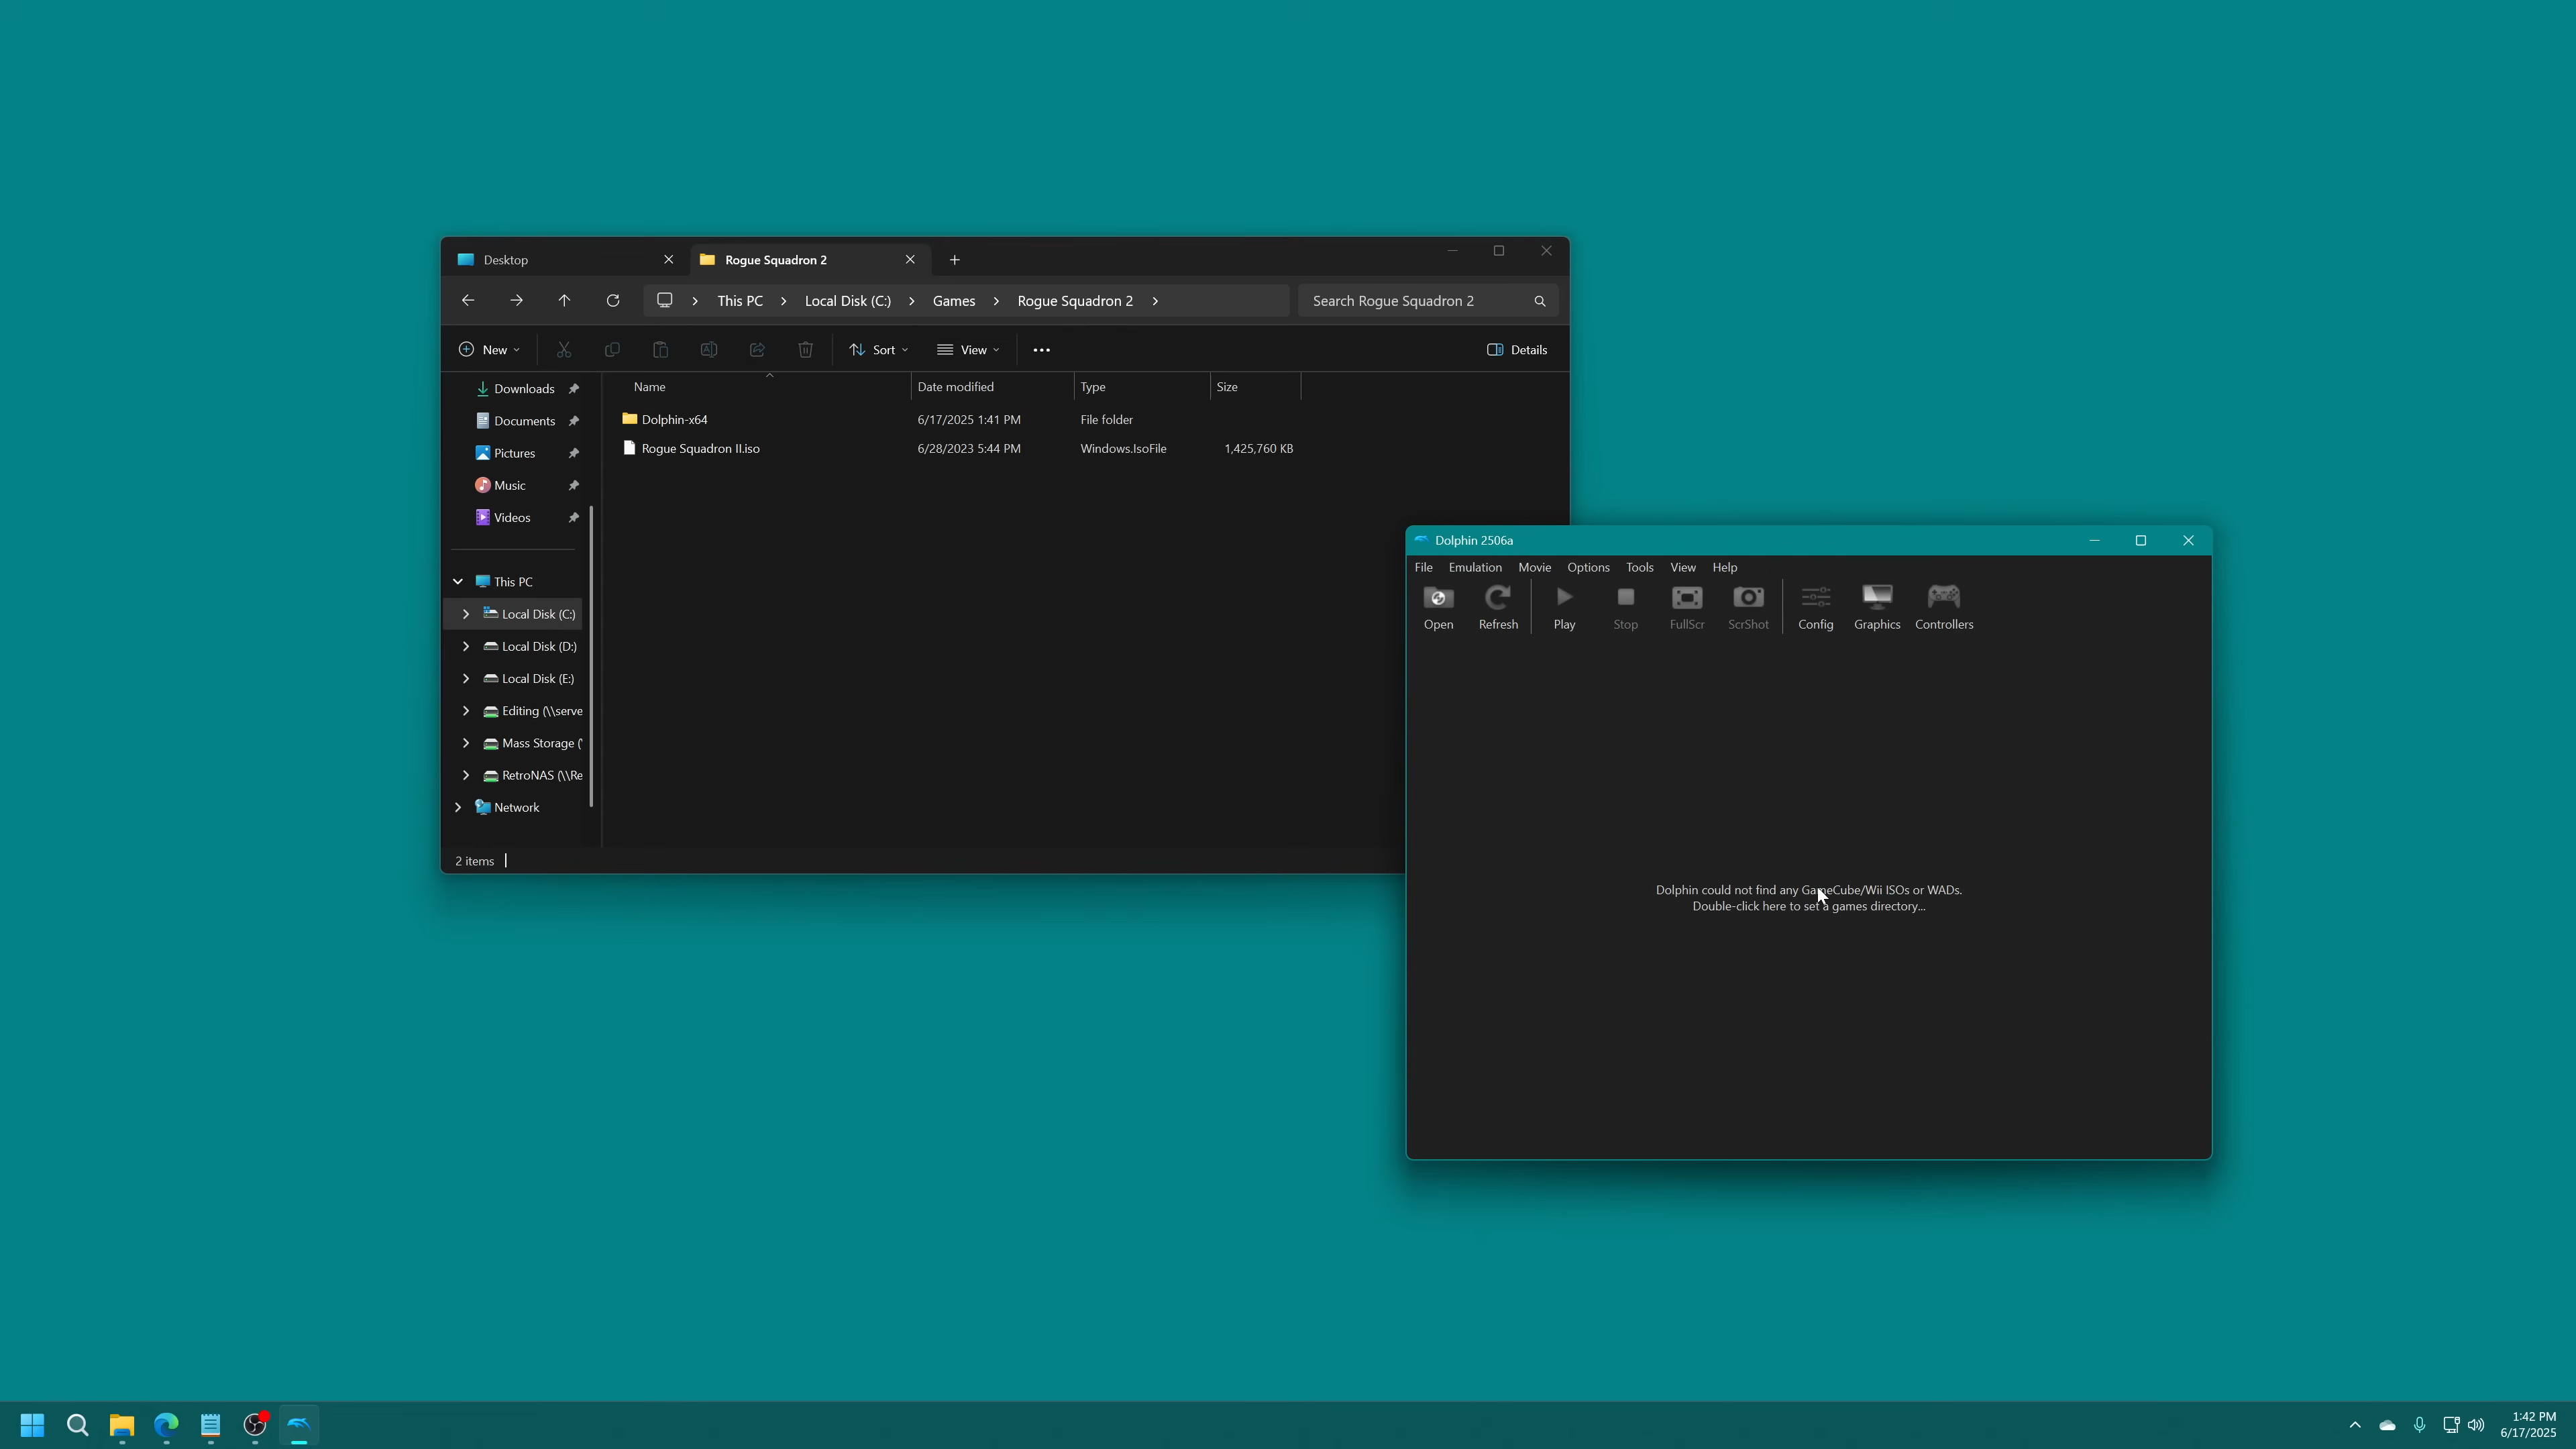 Desktop
Rogue Squadron 2
This PC
Local Disk (C:)
Games
Rogue Squadron 2
Search Rogue Squadron 2
New
Sort
View
Details
Name
Date modified
Type
Size
Dolphin-x64
6/17/2025 1:41 PM
File folder
Rogue Squadron II.iso
6/28/2023 5:44 PM
Windows.IsoFile
1,425,760 KB
Downloads
Documents
Pictures
Music
Videos
This PC
Local Disk (C:)
Local Disk (D:)
Local Disk (E:)
Editing (\\serve
Mass Storage (
RetroNAS (\\Re
Network
2 items
Dolphin 2506a
File
Emulation
Movie
Options
Tools
View
Help
Open
Refresh
Play
Stop
FullScr
ScrShot
Config
Graphics
Controllers
Dolphin could not find any GameCube/Wii ISOs or WADs.
Double-click here to set a games directory...
1:42 PM
6/17/2025